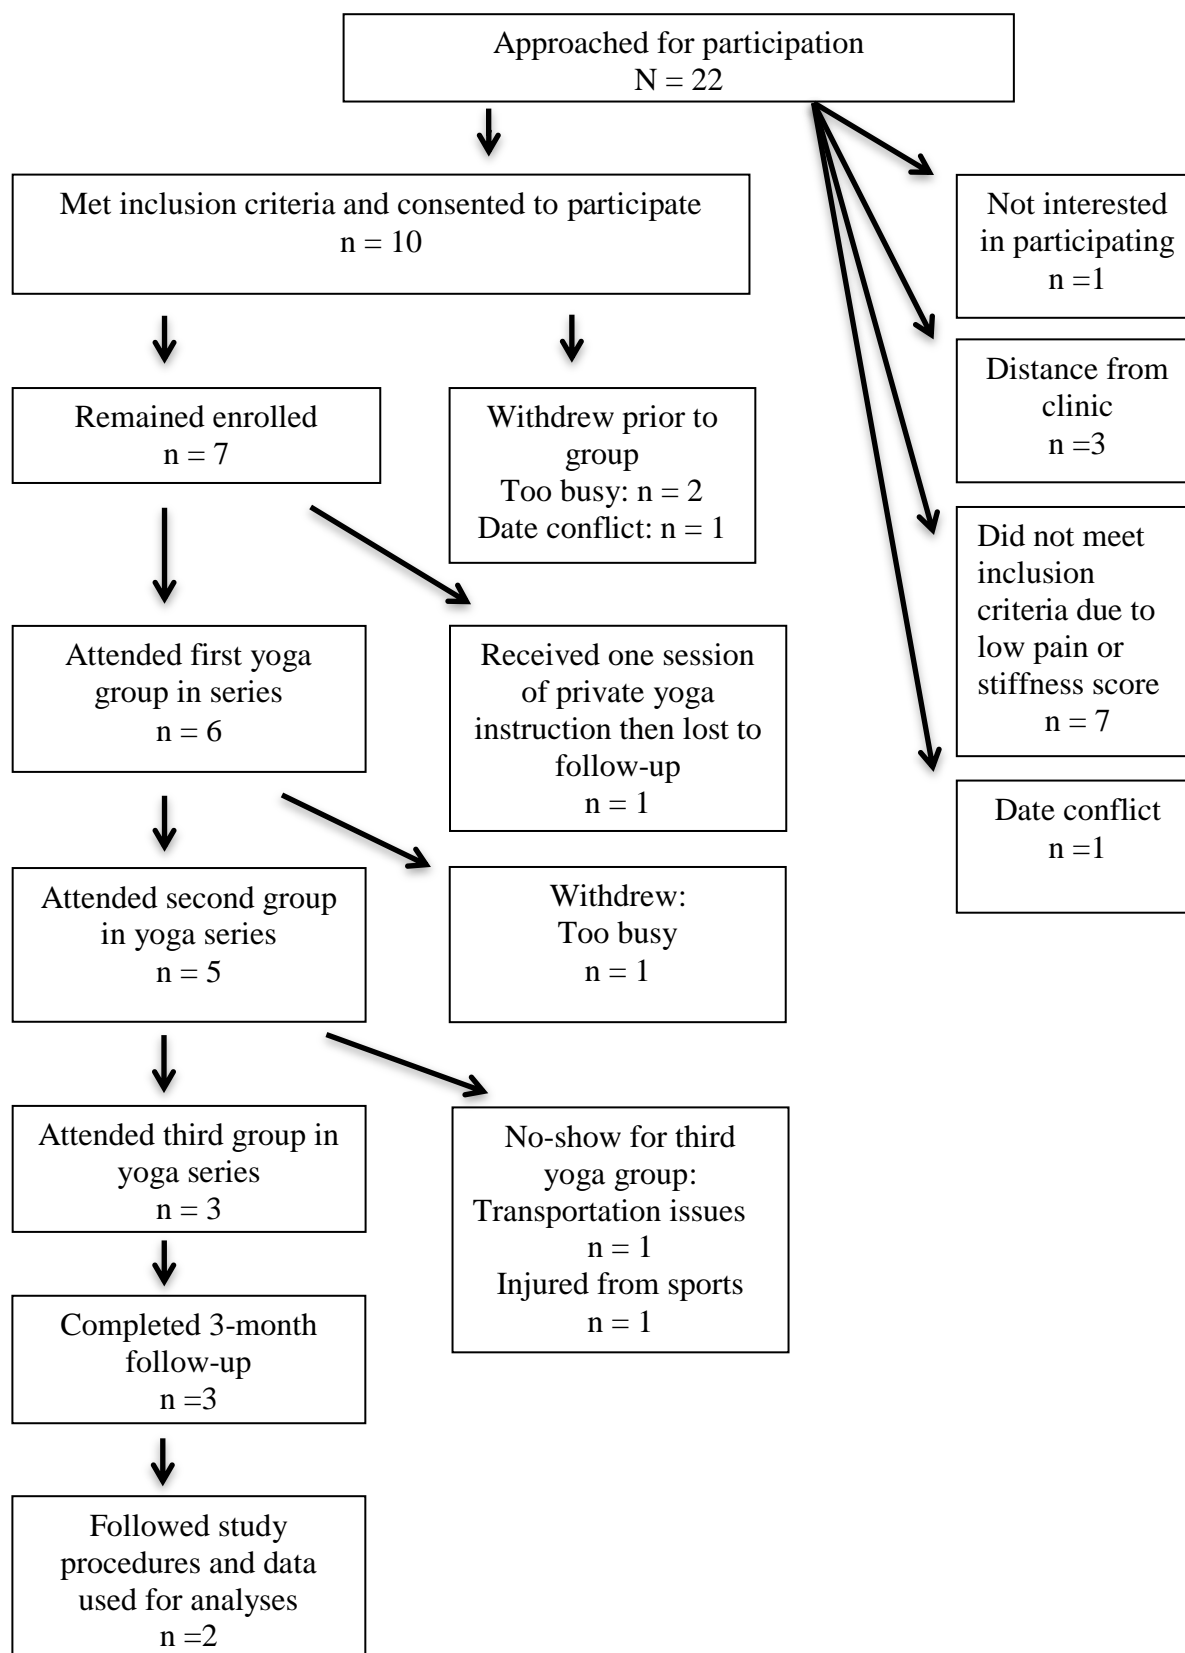 Approached for participation
N = 22
Met inclusion criteria and consented to participate
n = 10
Not interested
in participating
n =1
Distance from
clinic
n =3
Did not meet
inclusion
criteria due to
low pain or
stiffness score
n = 7
Date conflict
n =1
Remained enrolled
n = 7
Withdrew prior to
group
Too busy: n = 2
Date conflict: n = 1
Attended first yoga
group in series
n = 6
Received one session
of private yoga
instruction then lost to
follow-up
n = 1
Attended second group
in yoga series
n = 5
Withdrew:
Too busy
n = 1
Attended third group in
yoga series
n = 3
No-show for third
yoga group:
Transportation issues
n = 1
Injured from sports
n = 1
Completed 3-month
follow-up
n =3
Followed study
procedures and data
used for analyses
n =2